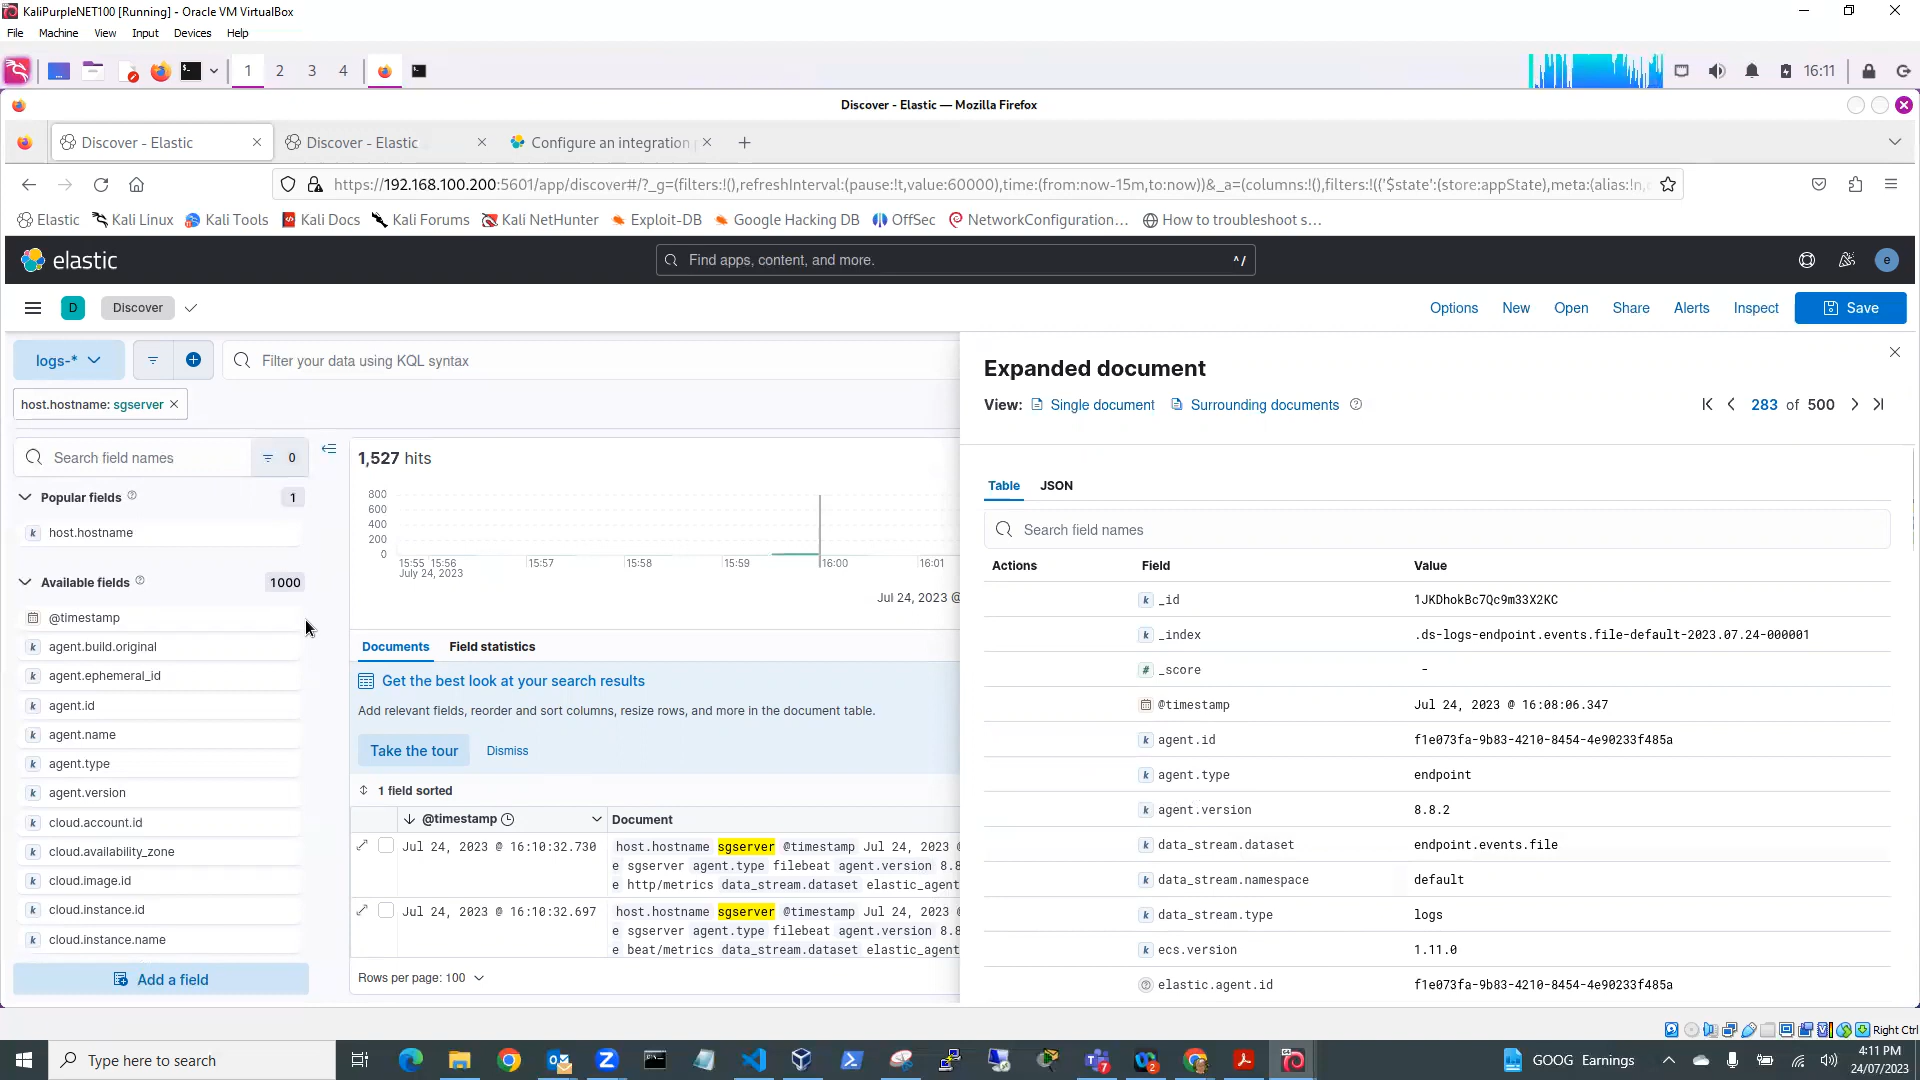 KaliPurpleNET100 [Running] - Oracle VM VirtualBox
File Machine View Input Devices Help
1 2 3 4 16:11
Discover - Elastic — Mozilla Firefox
Discover - Elastic Discover - Elastic Configure an integration
https://192.168.100.200:5601/app/discover#/?_g=(filters:!(),refreshInterval:(pause:!t,value:60000),time:(from:now-15m,to:now))&_a=(columns:!(),filters:!(('$state':(store:appState),meta:(alias:!n,
Elastic Kali Linux Kali Tools Kali Docs Kali Forums Kali NetHunter Exploit-DB Google Hacking DB OffSec NetworkConfiguration… How to troubleshoot s…
elastic Find apps, content, and more. ^/ e
D Discover Options New Open Share Alerts Inspect Save
logs-* Filter your data using KQL syntax
host.hostname: sgserver
Search field names 0
Popular fields 1
host.hostname
Available fields 1000
@timestamp
agent.build.original
agent.ephemeral_id
agent.id
agent.name
agent.type
agent.version
cloud.account.id
cloud.availability_zone
cloud.image.id
cloud.instance.id
cloud.instance.name
Add a field
1,527 hits
800
600
400
200
0
15:55 15:56 15:57 15:58 15:59 16:00 16:01
July 24, 2023
Jul 24, 2023 @
Documents Field statistics
Get the best look at your search results
Add relevant fields, reorder and sort columns, resize rows, and more in the document table.
Take the tour Dismiss
1 field sorted
@timestamp Document
Jul 24, 2023 @ 16:10:32.730 host.hostname sgserver @timestamp Jul 24, 2023 @
e sgserver agent.type filebeat agent.version 8.8
e http/metrics data_stream.dataset elastic_agent
Jul 24, 2023 @ 16:10:32.697 host.hostname sgserver @timestamp Jul 24, 2023 @
e sgserver agent.type filebeat agent.version 8.8
e beat/metrics data_stream.dataset elastic_agent
Rows per page: 100
Expanded document
View: Single document Surrounding documents 283 of 500
Table JSON
Search field names
Actions Field Value
_id 1JKDhokBc7Qc9m33X2KC
_index .ds-logs-endpoint.events.file-default-2023.07.24-000001
# _score -
@timestamp Jul 24, 2023 @ 16:08:06.347
agent.id f1e073fa-9b83-4210-8454-4e90233f485a
agent.type endpoint
agent.version 8.8.2
data_stream.dataset endpoint.events.file
data_stream.namespace default
data_stream.type logs
ecs.version 1.11.0
elastic.agent.id f1e073fa-9b83-4210-8454-4e90233f485a
Right Ctrl
Type here to search GOOG Earnings 4:11 PM
24/07/2023